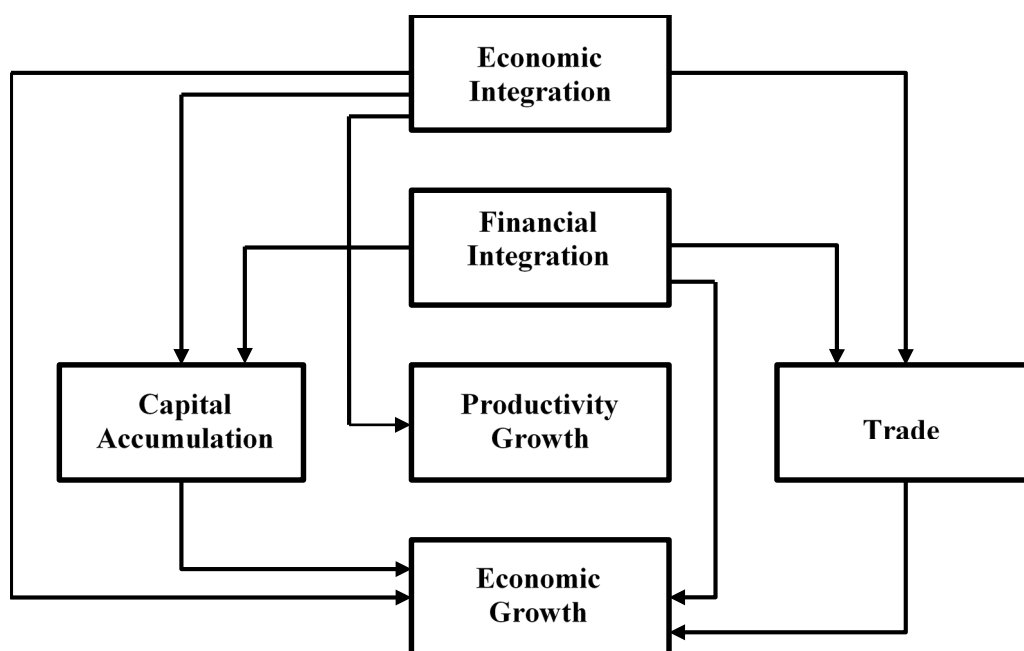 Economic
Integration
Financial
Integration
Capital
Accumulation
Productivity
Growth
Trade
Economic
Growth